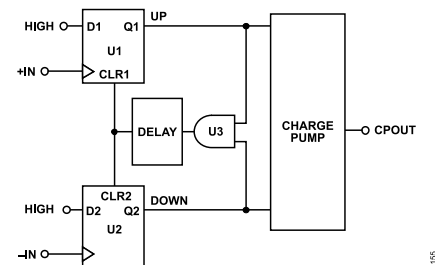 UP
HIGH D1 Q1
U1
+IN CLR1
DELAY U3 CHARGE PUMP CPOUT
CLR2 DOWN
HIGH D2 Q2
U2
–IN
155